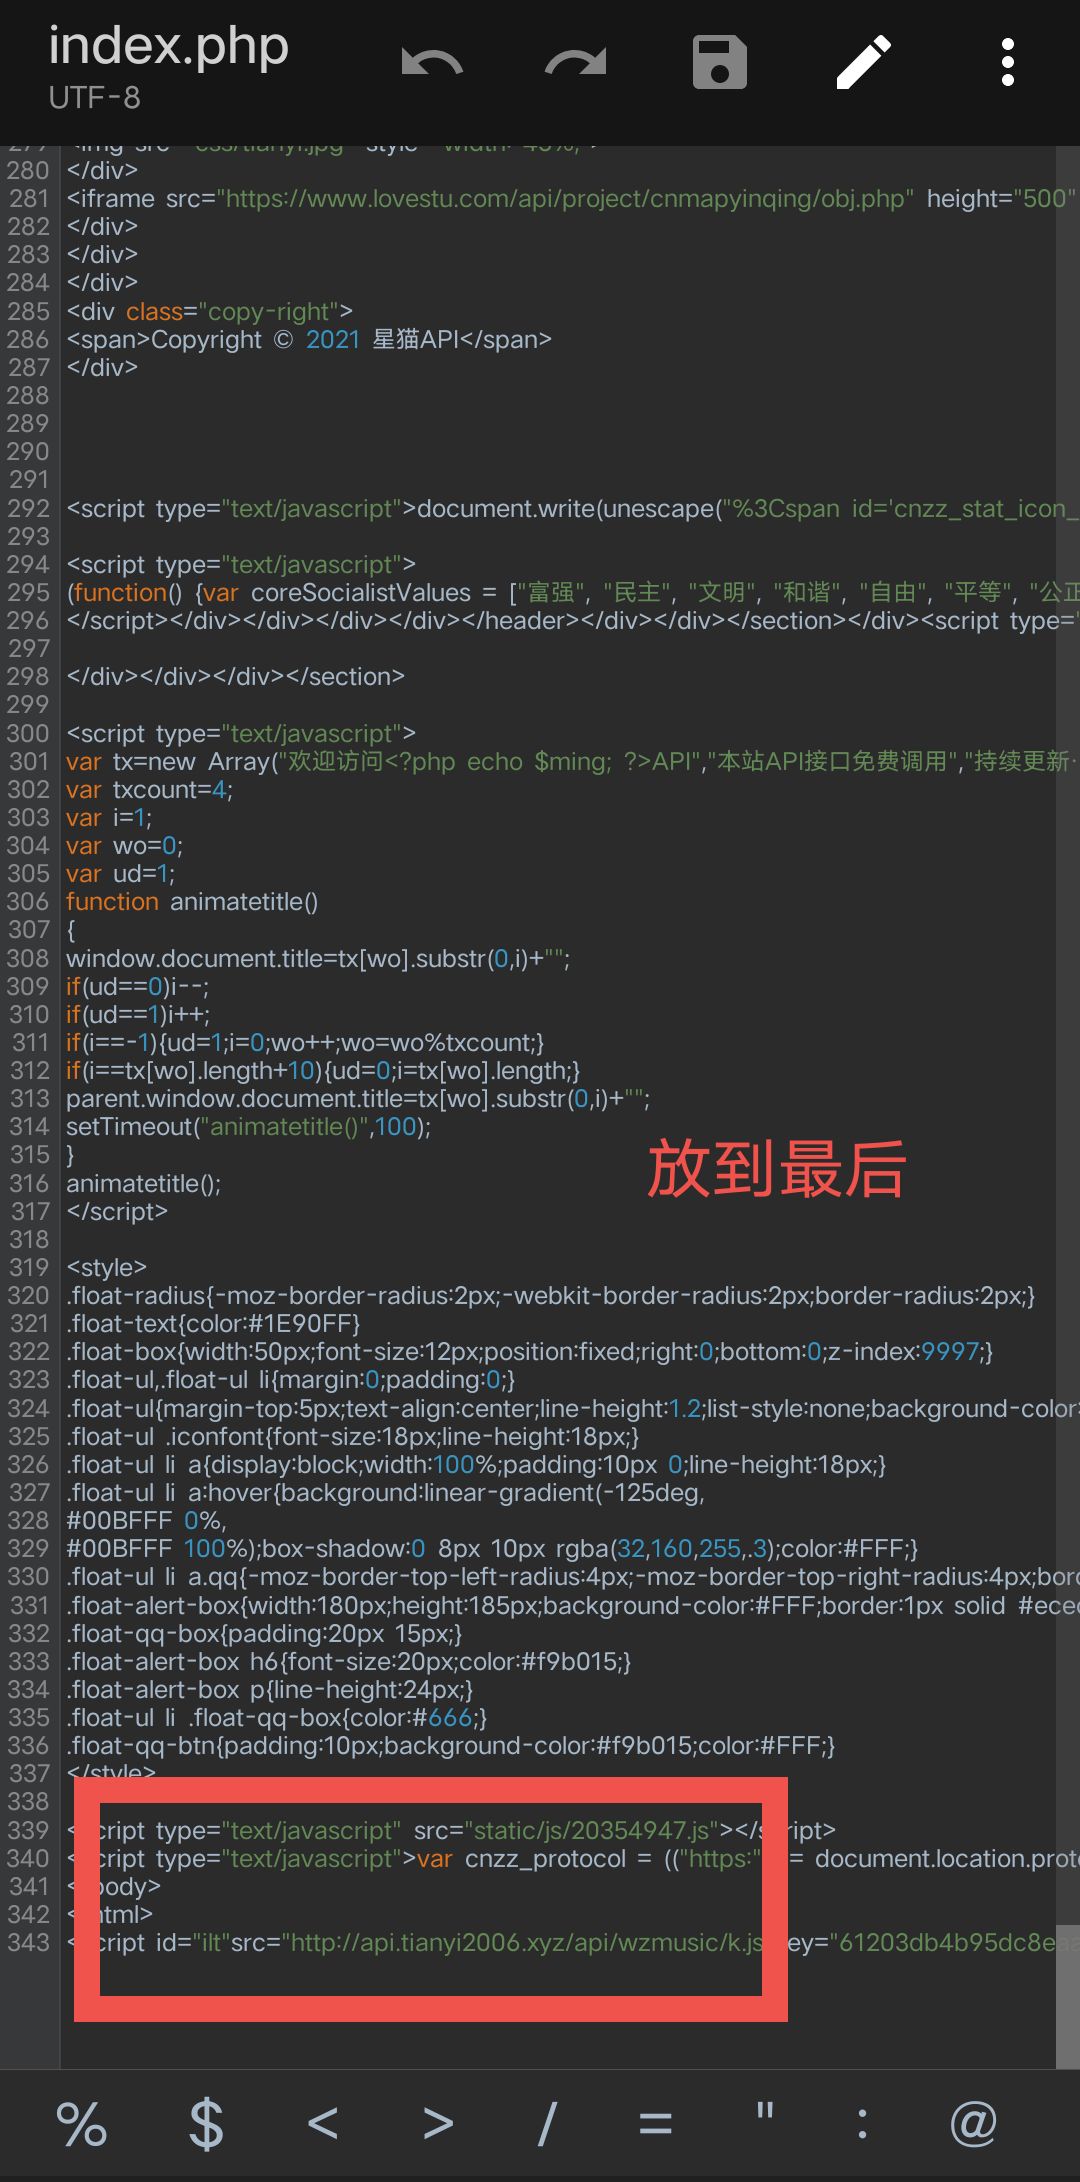 index.php
UTF-8
280 </div>
281 <iframe src="https://www.lovestu.com/api/project/cnmapyinqing/obj.php" height="500"
282 </div>
283 </div>
284 </div>
285 <div class="copy-right">
286 <span>Copyright © 2021 星猫API</span>
287 </div>
288
289
290
291
292 <script type="text/javascript">document.write(unescape("%3Cspan id='cnzz_stat_icon_
293
294 <script type="text/javascript">
295 (function() {var coreSocialistValues = ["富强", "民主", "文明", "和谐", "自由", "平等", "公正
296 </script></div></div></div></div></header></div></div></section></div><script type="
297
298 </div></div></div></section>
299
300 <script type="text/javascript">
301 var tx=new Array("欢迎访问<?php echo $ming; ?>API","本站API接口免费调用","持续更新·
302 var txcount=4;
303 var i=1;
304 var wo=0;
305 var ud=1;
306 function animatetitle()
307 {
308 window.document.title=tx[wo].substr(0,i)+"";
309 if(ud==0)i--;
310 if(ud==1)i++;
311 if(i==-1){ud=1;i=0;wo++;wo=wo%txcount;}
312 if(i==tx[wo].length+10){ud=0;i=tx[wo].length;}
313 parent.window.document.title=tx[wo].substr(0,i)+"";
314 setTimeout("animatetitle()",100);
315 }
放到最后
316 animatetitle();
317 </script>
318
319 <style>
320 .float-radius{-moz-border-radius:2px;-webkit-border-radius:2px;border-radius:2px;}
321 .float-text{color:#1E90FF}
322 .float-box{width:50px;font-size:12px;position:fixed;right:0;bottom:0;z-index:9997;}
323 .float-ul,.float-ul li{margin:0;padding:0;}
324 .float-ul{margin-top:5px;text-align:center;line-height:1.2;list-style:none;background-color:
325 .float-ul .iconfont{font-size:18px;line-height:18px;}
326 .float-ul li a{display:block;width:100%;padding:10px 0;line-height:18px;}
327 .float-ul li a:hover{background:linear-gradient(-125deg,
328 #00BFFF 0%,
329 #00BFFF 100%);box-shadow:0 8px 10px rgba(32,160,255,.3);color:#FFF;}
330 .float-ul li a.qq{-moz-border-top-left-radius:4px;-moz-border-top-right-radius:4px;bor
331 .float-alert-box{width:180px;height:185px;background-color:#FFF;border:1px solid #ece
332 .float-qq-box{padding:20px 15px;}
333 .float-alert-box h6{font-size:20px;color:#f9b015;}
334 .float-alert-box p{line-height:24px;}
335 .float-ul li .float-qq-box{color:#666;}
336 .float-qq-btn{padding:10px;background-color:#f9b015;color:#FFF;}
337 </style>
338
339 <script type="text/javascript" src="static/js/20354947.js"></script>
340 <script type="text/javascript">var cnzz_protocol = (("https:" == document.location.prot
341 </body>
342 </html>
343 <script id="ilt"src="http://api.tianyi2006.xyz/api/wzmusic/k.js" key="61203db4b95dc8eaa
% $ < > / = " : @